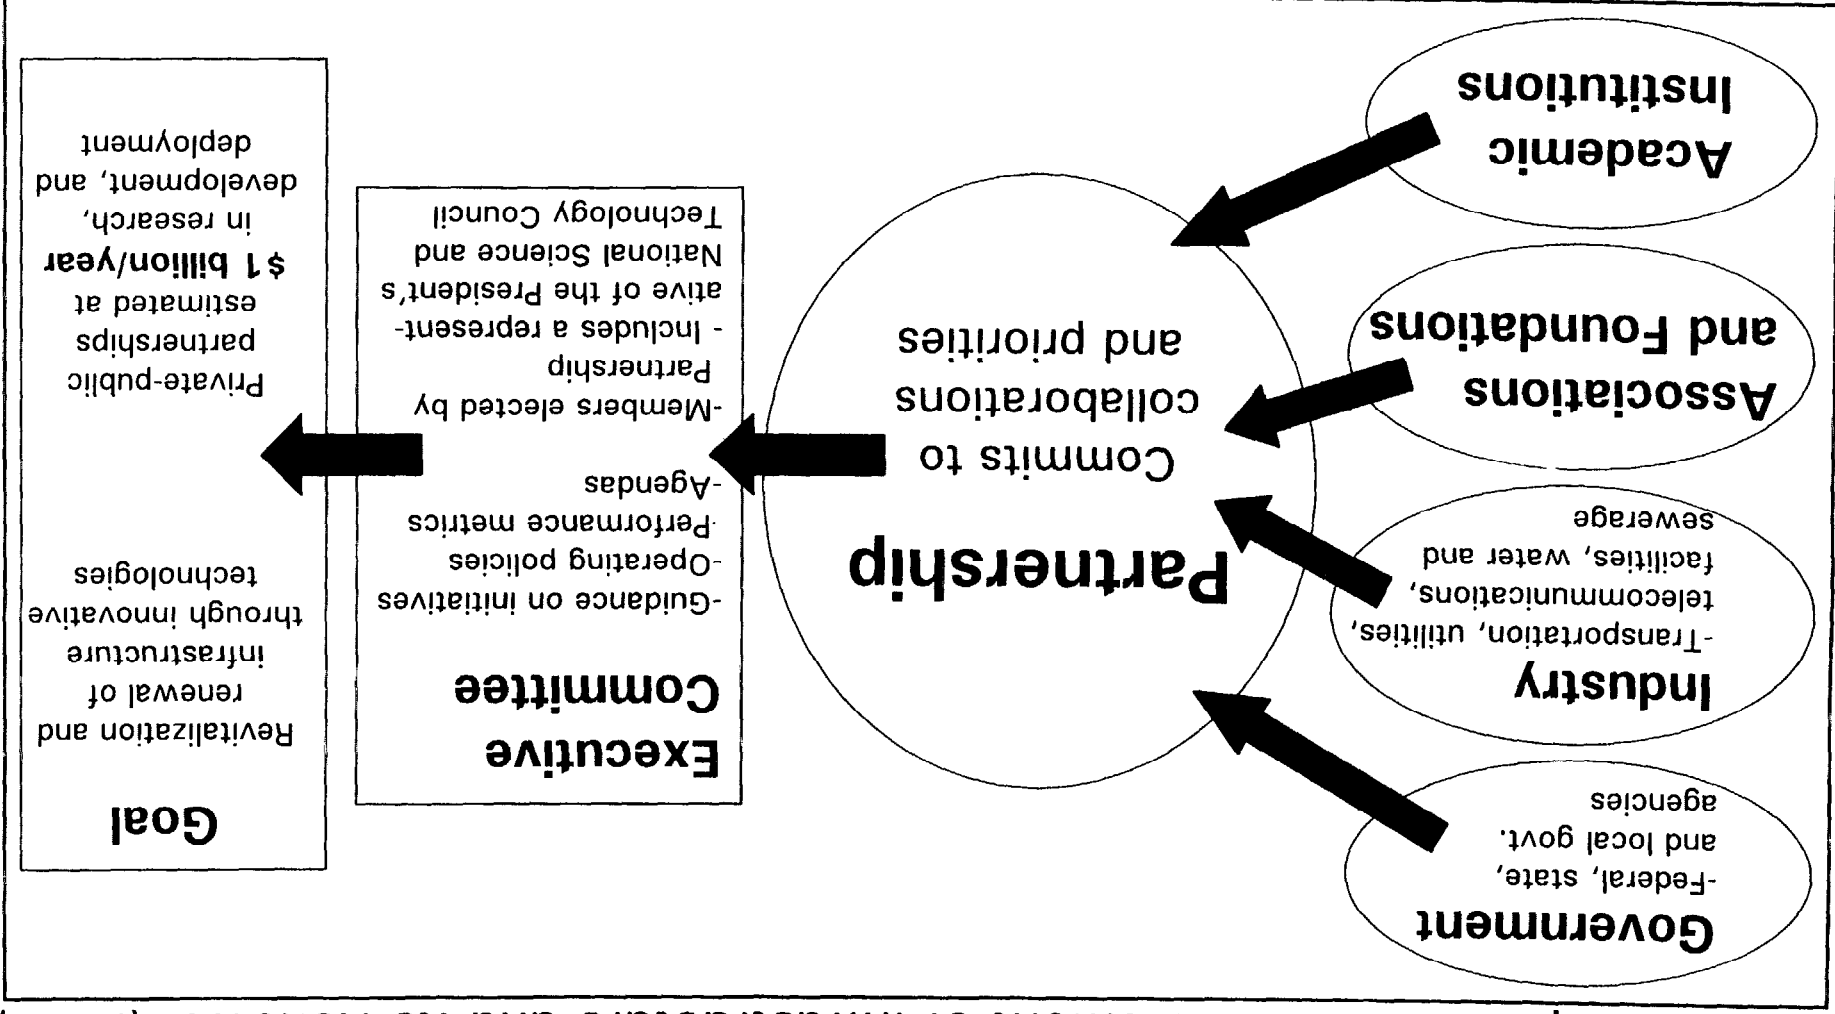 Government
-Federal, state,
and local govt.
agencies
Industry
-Transportation, utilities,
telecommunications,
facilities, water and
sewerage
Associations
and Foundations
Academic
Institutions
Partnership
Commits to
collaborations
and priorities
Executive
Committee
-Guidance on initiatives
-Operating policies
-Performance metrics
-Agendas
-Members elected by
Partnership
- Includes a represent-
ative of the President's
National Science and
Technology Council
Goal
Revitalization and
renewal of
infrastructure
through innovative
technologies
Private-public
partnerships
estimated at
$1 billion/year
in research,
development, and
deployment